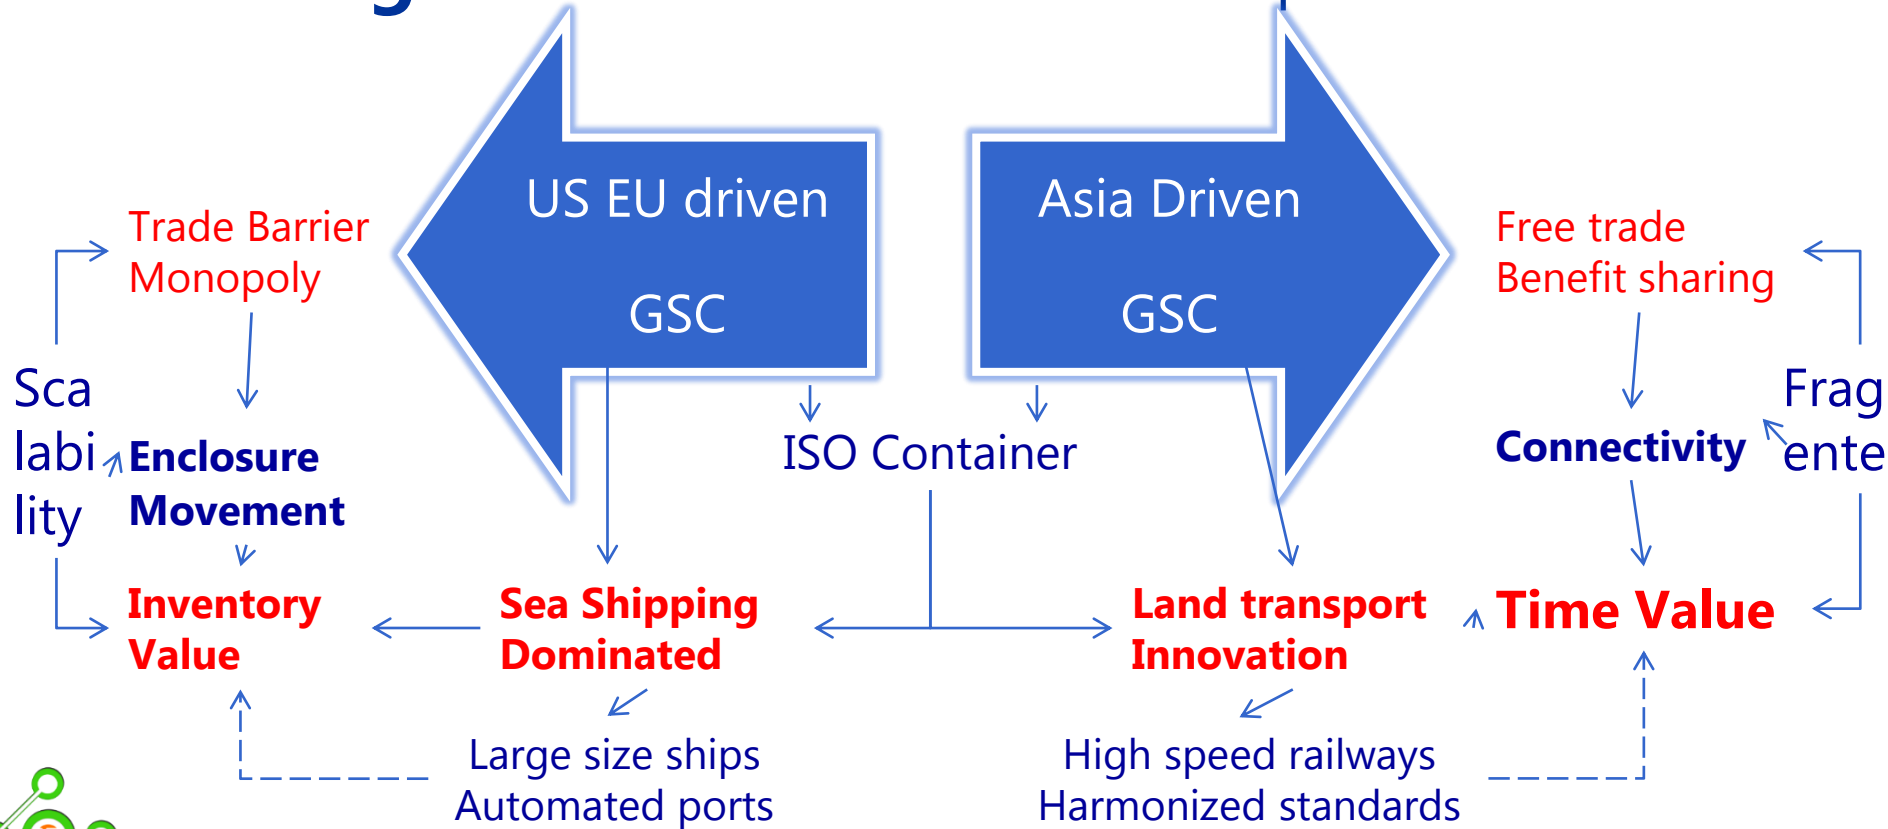 US EU driven
GSC
Asia Driven
GSC
Trade Barrier
Monopoly
Free trade
Benefit sharing
Sca
labi
lity
Enclosure
Movement
ISO Container
Connectivity
Frag
ente
Inventory
Value
Sea Shipping
Dominated
Land transport
Innovation
Time Value
Large size ships
Automated ports
High speed railways
Harmonized standards